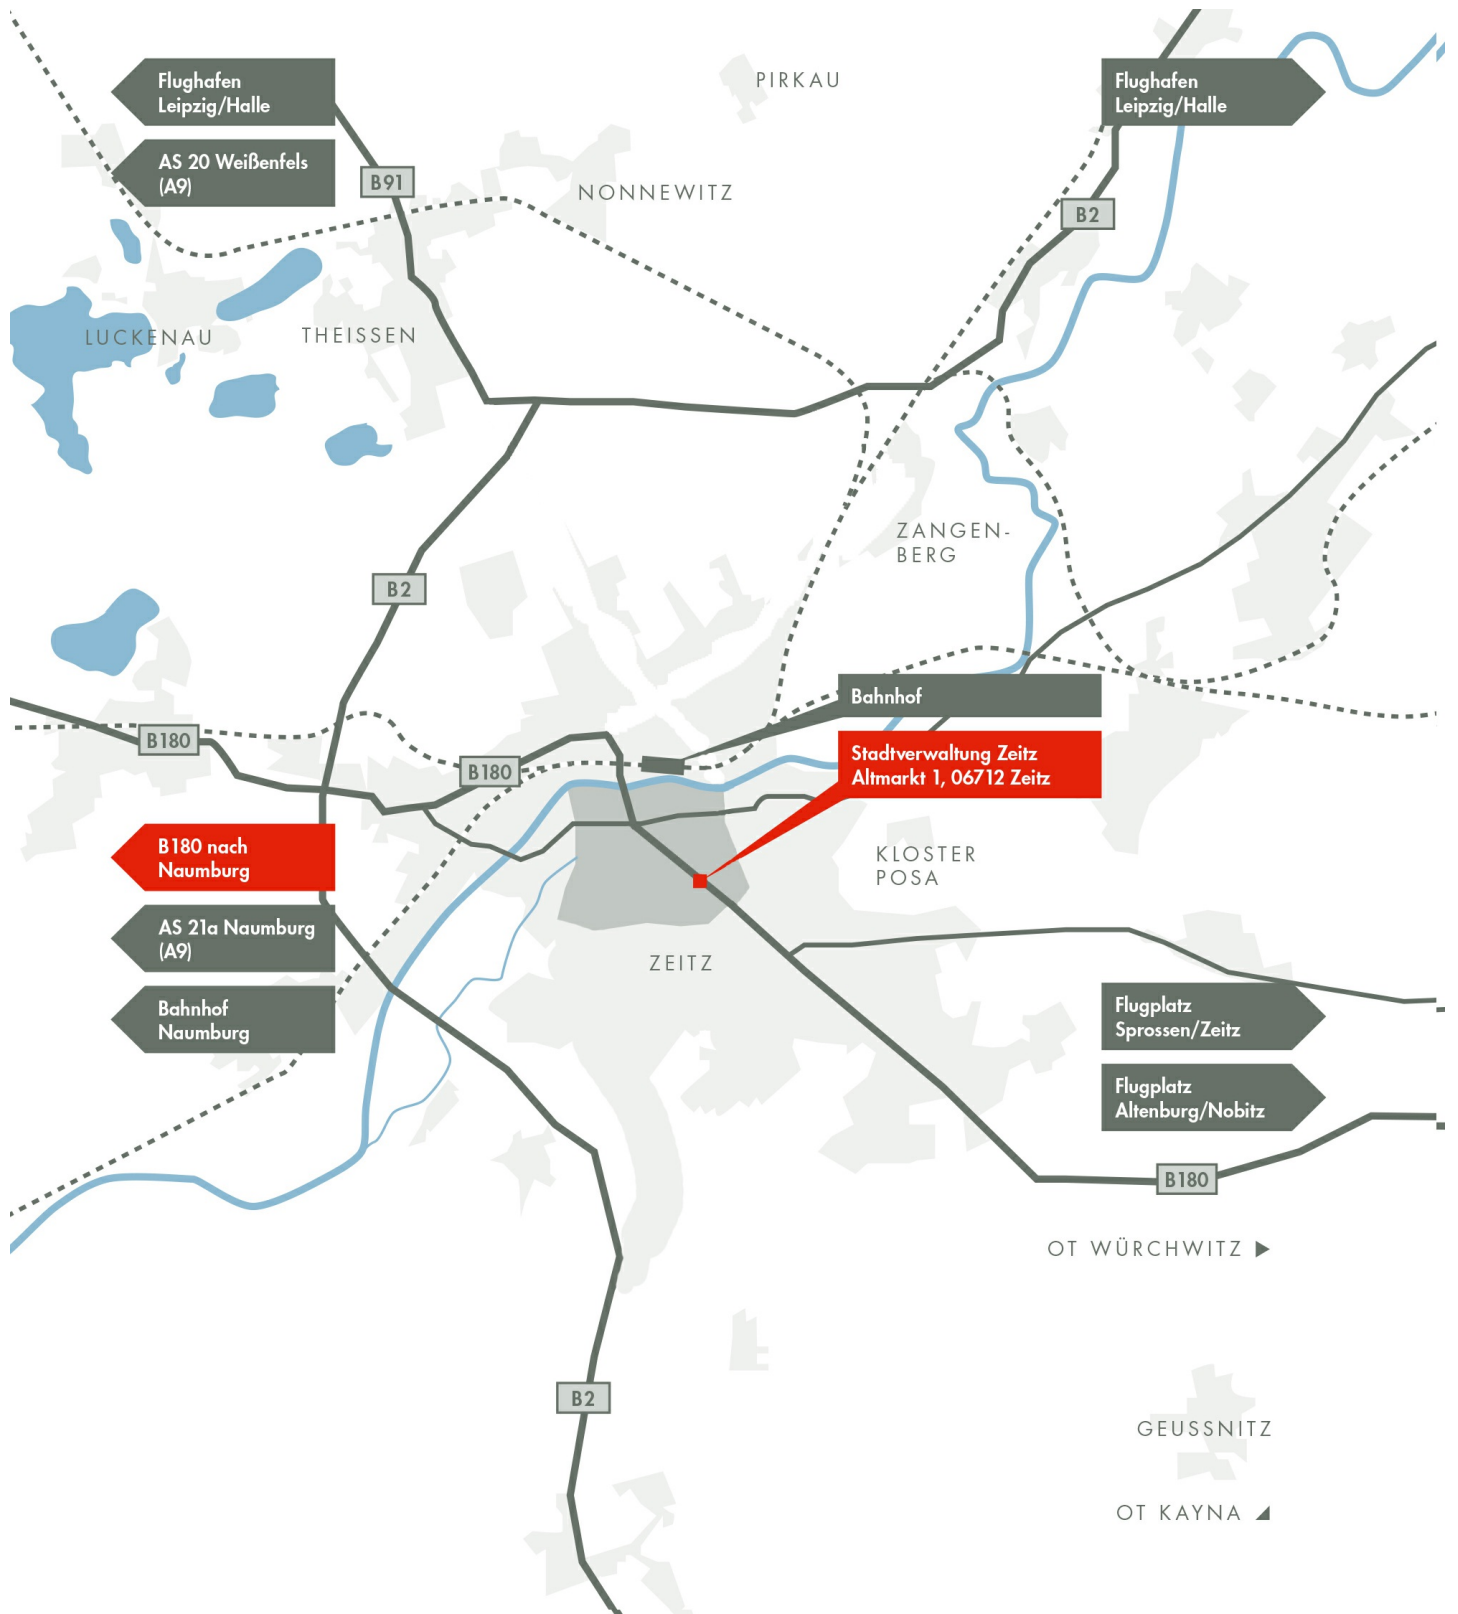 PIRKAU
Flughafen
Leipzig/Halle
Flughafen
Leipzig/Halle
AS 20 Weißenfels
(A9)
B91
NONNEWITZ
B2
LUCKENAU
THEISSEN
ZANGEN-
BERG
B2
Bahnhof
B180
B180
Stadtverwaltung Zeitz
Altmarkt 1, 06712 Zeitz
B180 nach
Naumburg
KLOSTER
POSA
AS 21a Naumburg
(A9)
ZEITZ
Bahnhof
Naumburg
Flugplatz
Sprossen/Zeitz
Flugplatz
Altenburg/Nobitz
B180
OT WÜRCHWITZ
B2
GEUSSNITZ
OT KAYNA